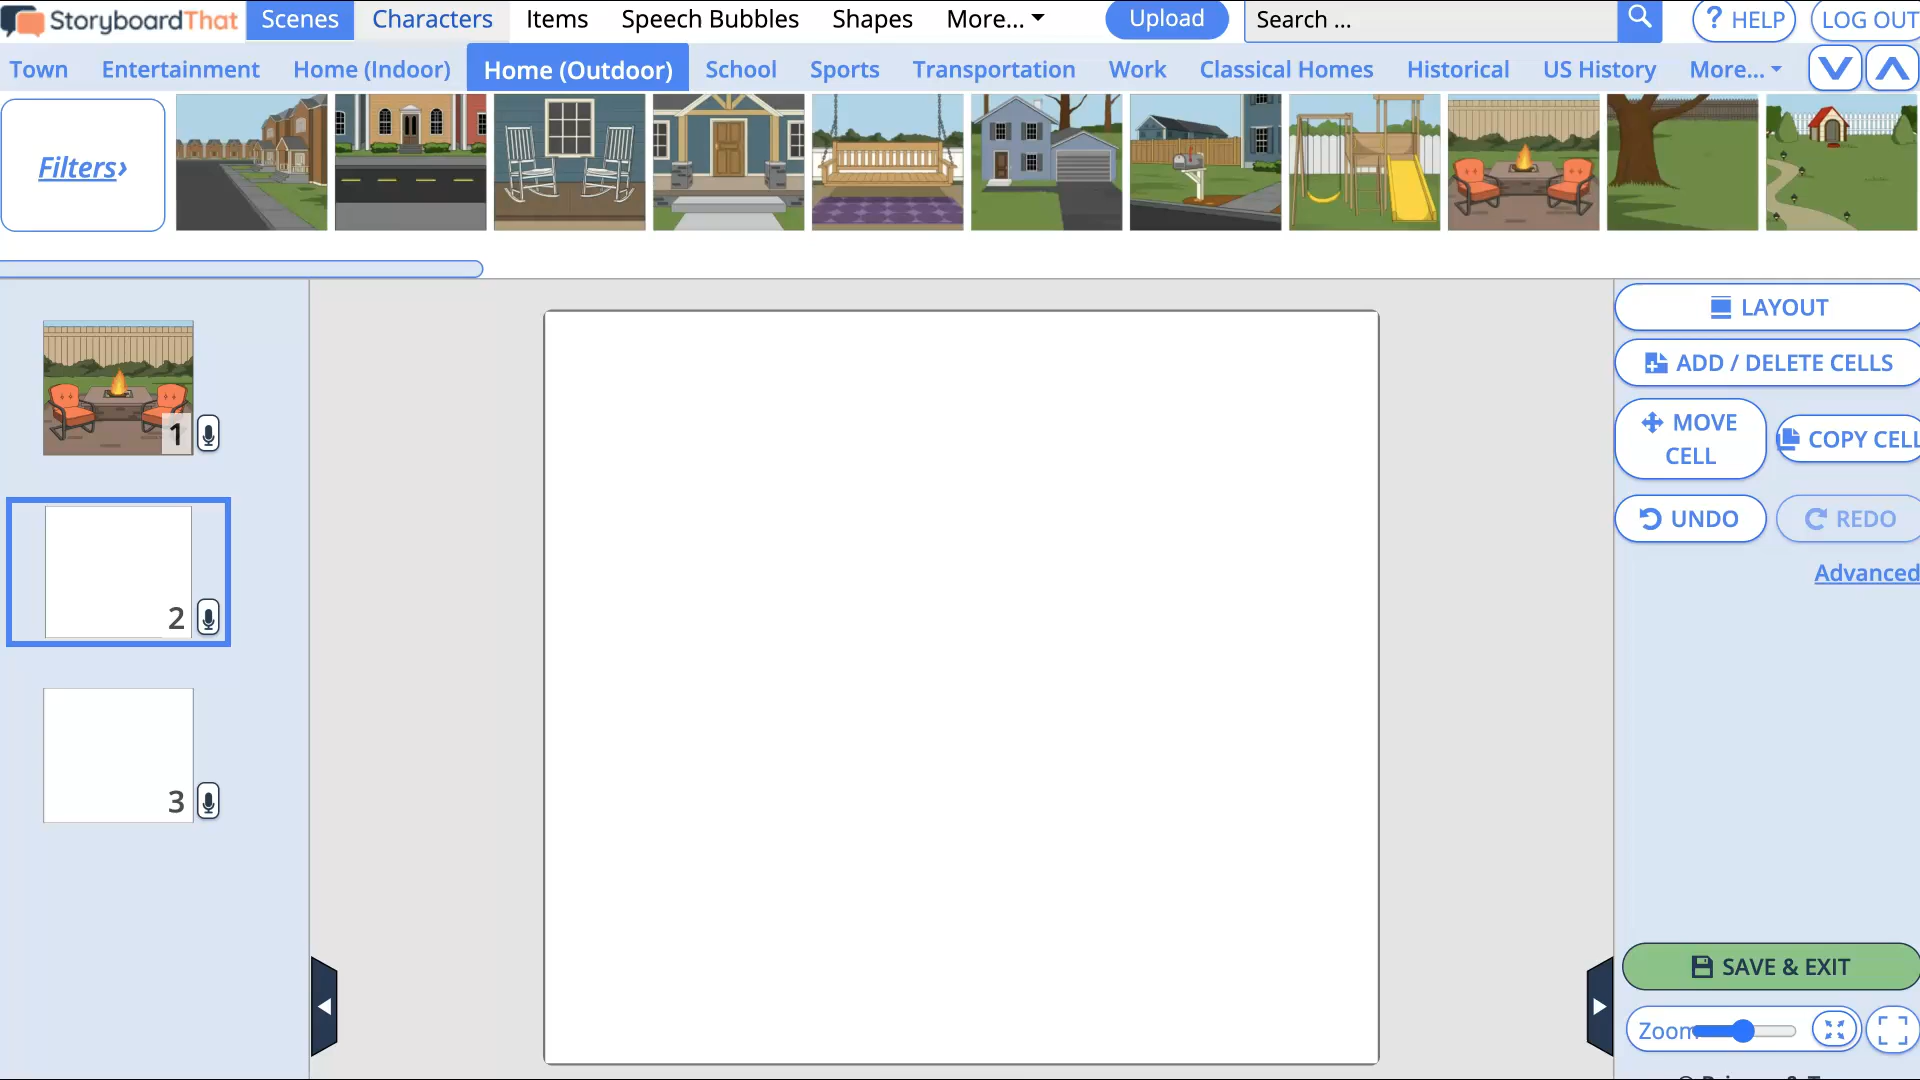 StoryboardThat Scenes Characters Items Speech Bubbles Shapes More... Upload Search ... ? HELP LOG OUT
Town Entertainment Home (Indoor) Home (Outdoor) School Sports Transportation Work Classical Homes Historical US History More...
Filters›
LAYOUT
ADD / DELETE CELLS
MOVE
CELL
COPY CELL
1
UNDO REDO
Advanced
2
3
SAVE & EXIT
Zoom